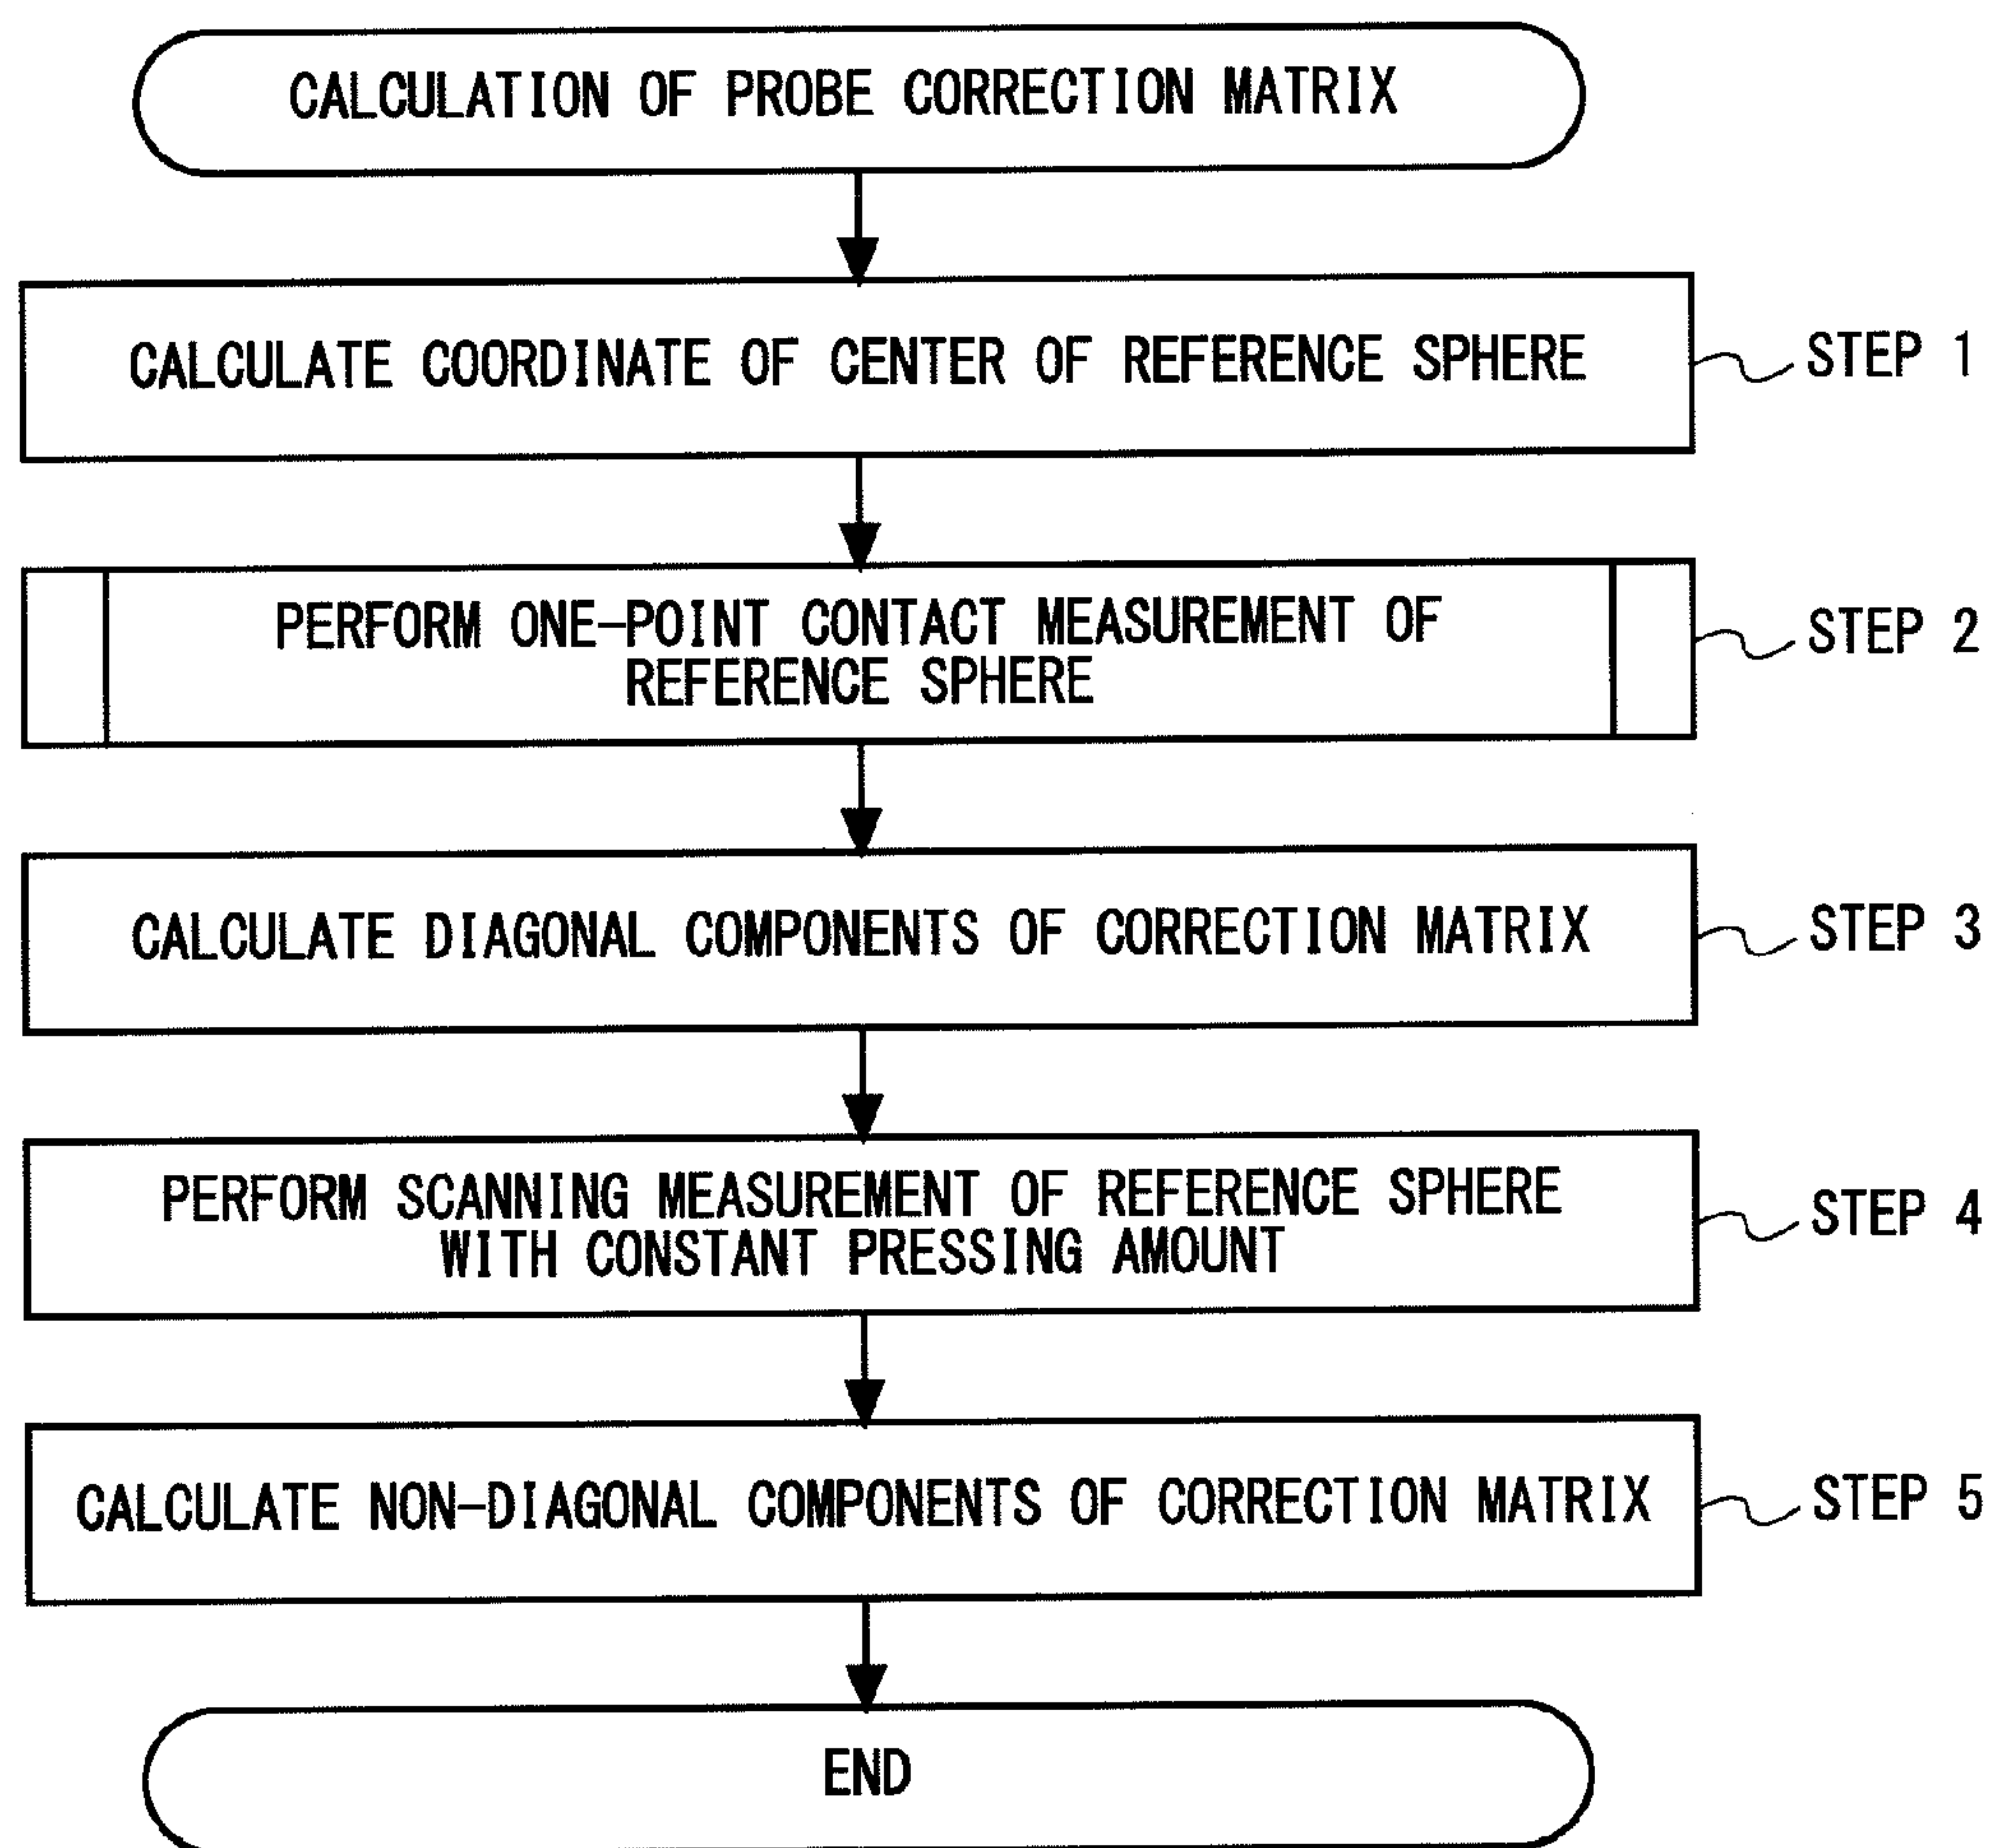 CALCULATION OF PROBE CORRECTION MATRIX
CALCULATE COORDINATE OF CENTER OF REFERENCE SPHERE
STEP 1
PERFORM ONE-POINT CONTACT MEASUREMENT OF
REFERENCE SPHERE
STEP 2
CALCULATE DIAGONAL COMPONENTS OF CORRECTION MATRIX
STEP 3
PERFORM SCANNING MEASUREMENT OF REFERENCE SPHERE
WITH CONSTANT PRESSING AMOUNT
STEP 4
CALCULATE NON-DIAGONAL COMPONENTS OF CORRECTION MATRIX
STEP 5
END